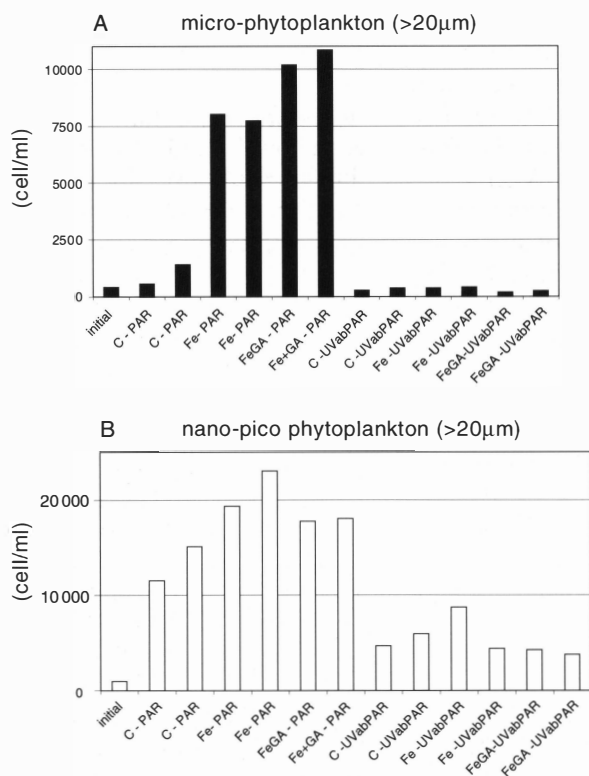 A micro-phytoplankton (>20μm)
(cell/ml)
10000
7500
5000
2500
0
initial
C - PAR
C - PAR
Fe- PAR
Fe- PAR
FeGA - PAR
Fe+GA - PAR
C -UVabPAR
C -UVabPAR
Fe -UVabPAR
Fe -UVabPAR
FeGA-UVabPAR
FeGA -UVabPAR
B nano-pico phytoplankton (>20μm)
(cell/ml)
20 000
10 000
0
initial
C - PAR
C - PAR
Fe- PAR
Fe- PAR
FeGA - PAR
Fe+GA - PAR
C -UVabPAR
C -UVabPAR
Fe -UVabPAR
Fe -UVabPAR
FeGA-UVabPAR
FeGA -UVabPAR